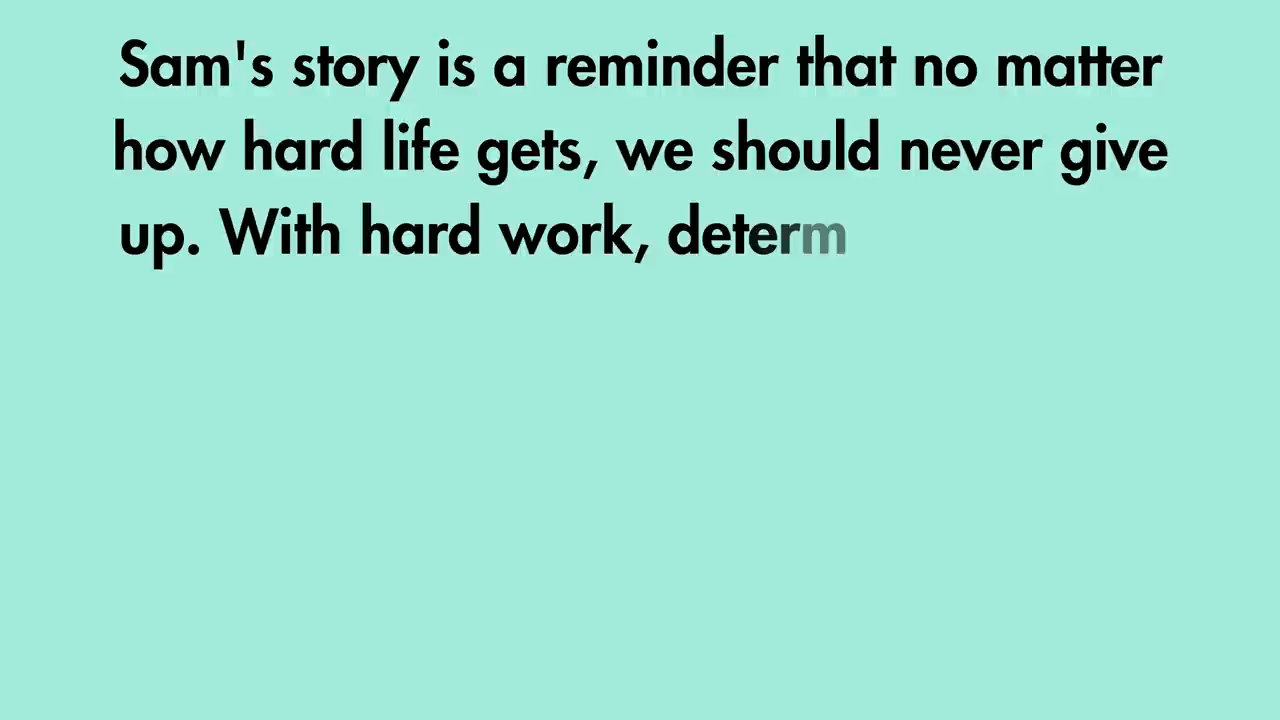 Sam's story is a reminder that no matter
how hard life gets, we should never give
up. With hard work, determ